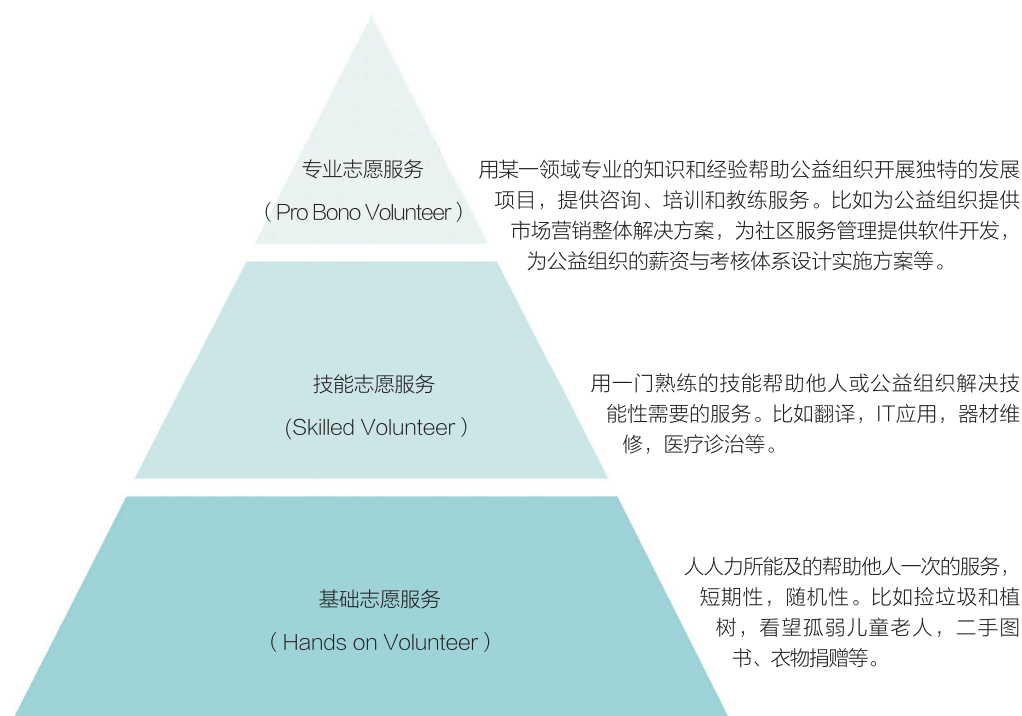 专业志愿服务
（Pro Bono Volunteer）
用某一领域专业的知识和经验帮助公益组织开展独特的发展
项目，提供咨询、培训和教练服务。比如为公益组织提供
市场营销整体解决方案，为社区服务管理提供软件开发，
为公益组织的薪资与考核体系设计实施方案等。
技能志愿服务
(Skilled Volunteer）
用一门熟练的技能帮助他人或公益组织解决技
能性需要的服务。比如翻译，IT应用，器材维
修，医疗诊治等。
基础志愿服务
（Hands on Volunteer）
人人力所能及的帮助他人一次的服务，
短期性，随机性。比如捡垃圾和植
树，看望孤弱儿童老人，二手图
书、衣物捐赠等。